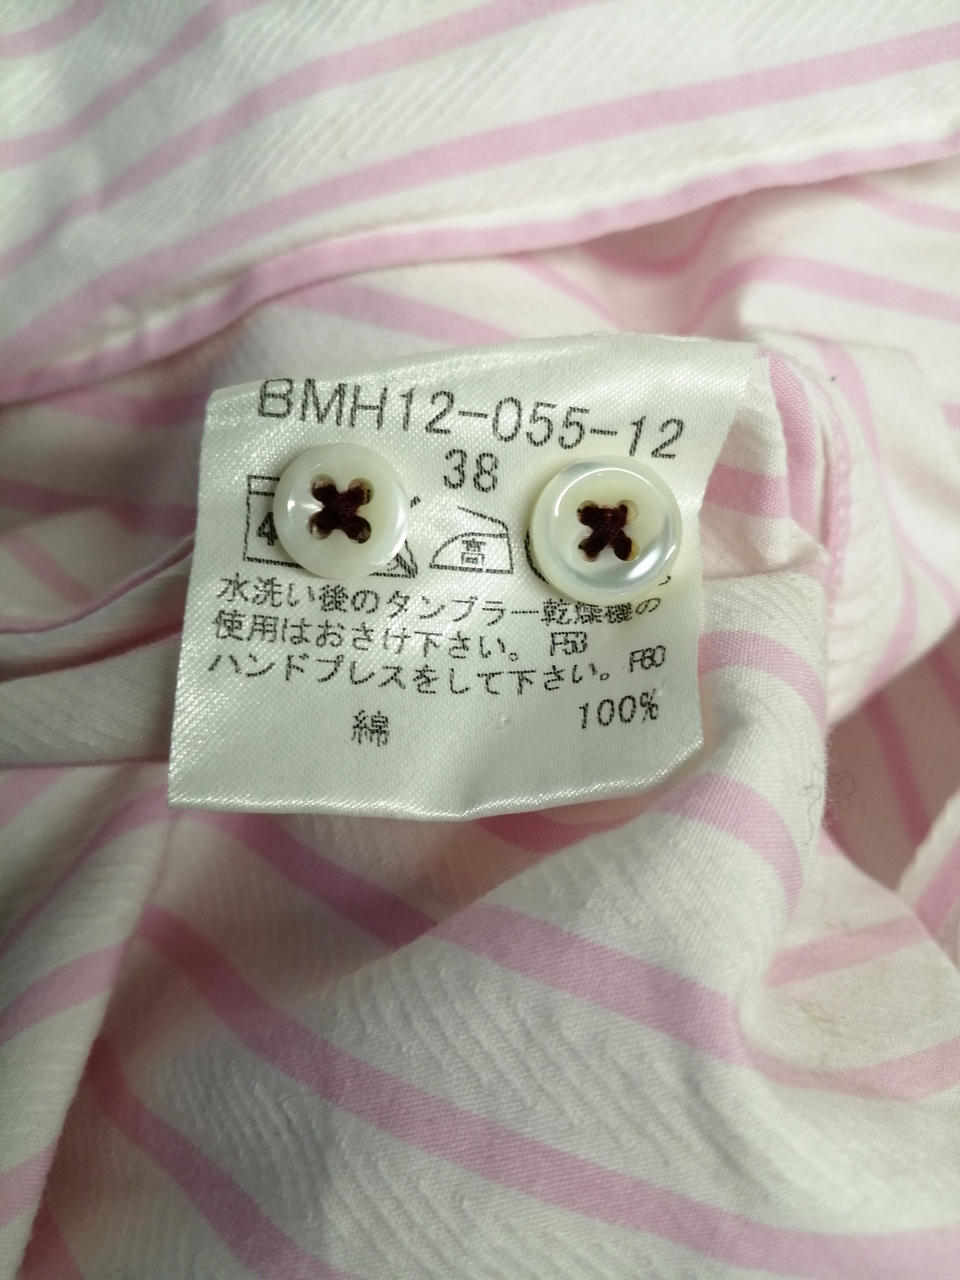 BMH12-055-12
38
4
高
水洗い後のタンブラー乾燥機の
使用はおさけ下さい。 F53
ハンドプレスをして下さい。 F60
綿 100%